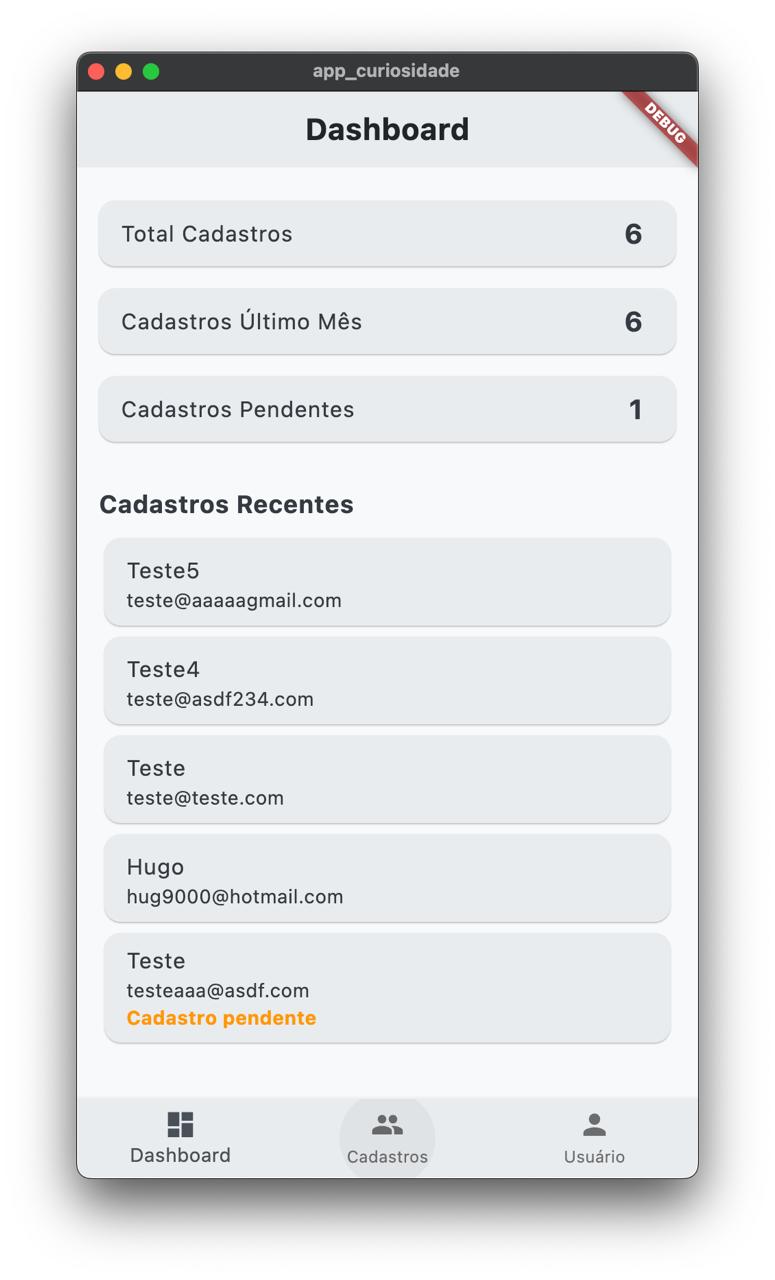 app_curiosidade
Dashboard
DEBUG
Total Cadastros 6
Cadastros Último Mês 6
Cadastros Pendentes 1
Cadastros Recentes
Teste5
teste@aaaaagmail.com
Teste4
teste@asdf234.com
Teste
teste@teste.com
Hugo
hug9000@hotmail.com
Teste
testeaaa@asdf.com
Cadastro pendente
Dashboard Cadastros Usuário